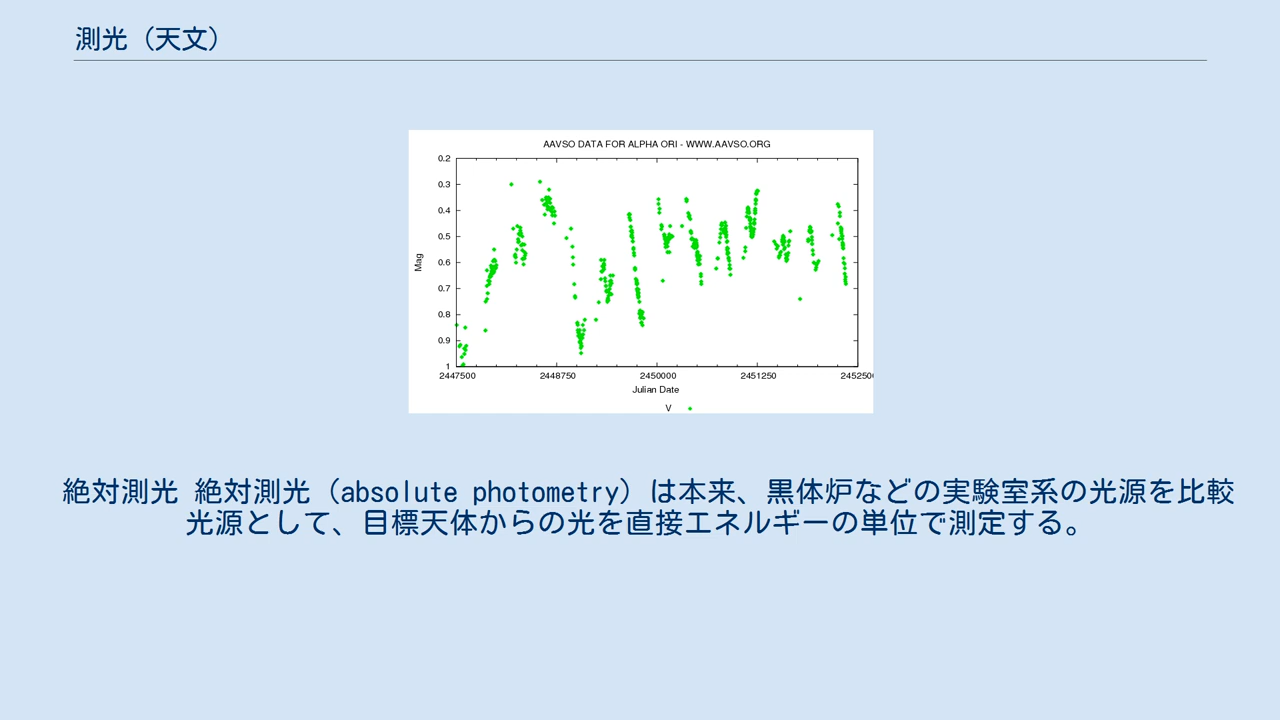 測光（天文）
AAVSO DATA FOR ALPHA ORI - WWW.AAVSO.ORG
0.2
0.3
0.4
0.5
0.6
0.7
0.8
0.9
1
Mag
2447500 2448750 2450000 2451250 245250
Julian Date
V
絶対測光 絶対測光（absolute photometry）は本来、黒体炉などの実験室系の光源を比較
光源として、目標天体からの光を直接エネルギーの単位で測定する。